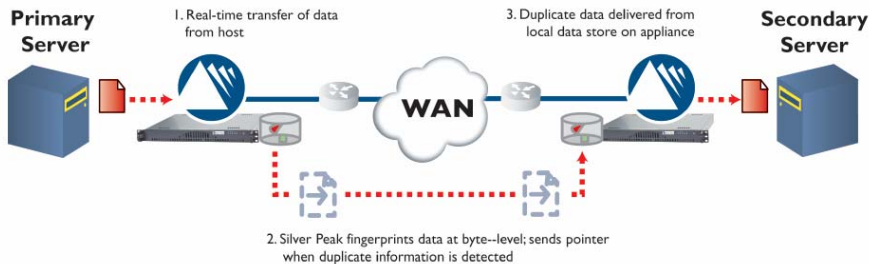 Primary
Server
1. Real-time transfer of data
from host
3. Duplicate data delivered from
local data store on appliance
Secondary
Server
WAN
2. Silver Peak fingerprints data at byte--level; sends pointer
when duplicate information is detected